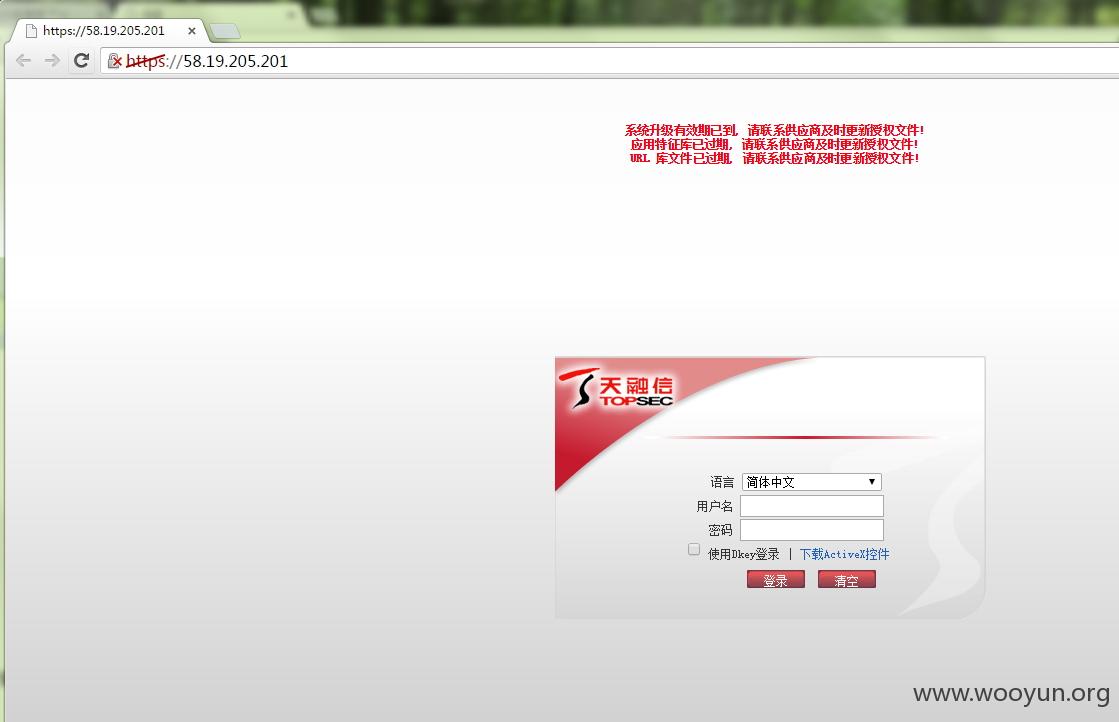 https://58.19.205.201
https://58.19.205.201
系统升级有效期已到, 请联系供应商及时更新授权文件!
应用特征库已过期, 请联系供应商及时更新授权文件!
URL 库文件已过期, 请联系供应商及时更新授权文件!
天融信
TOPSEC
语言 简体中文
用户名
密码
使用Dkey登录 | 下载ActiveX控件
登录 清空
www.wooyun.org